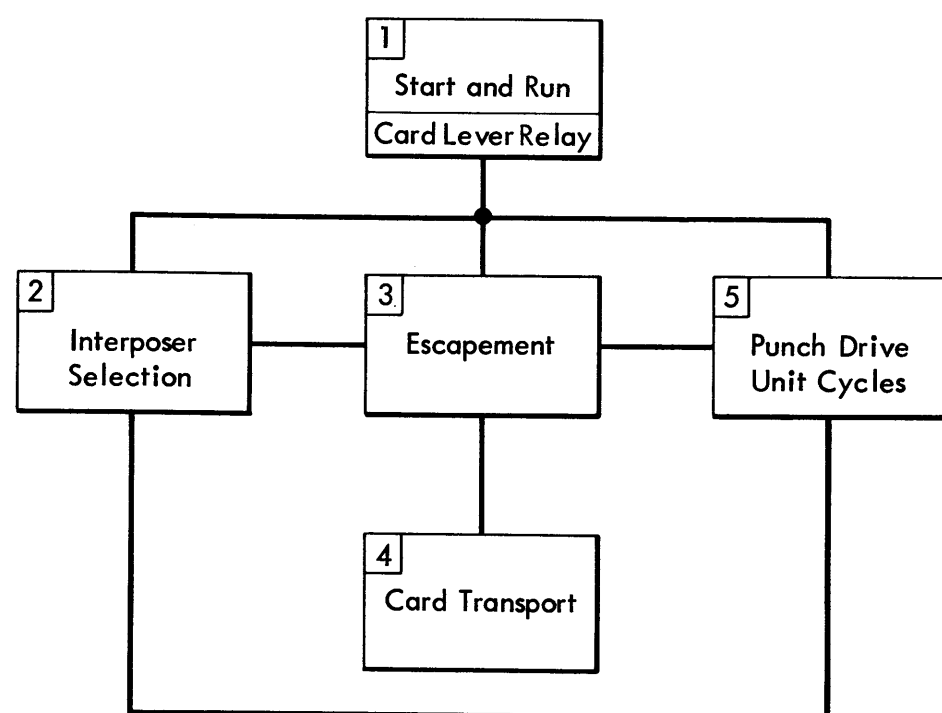 1
Start and Run
Card Lever Relay
2
Interposer
Selection
3
Escapement
5
Punch Drive
Unit Cycles
4
Card Transport